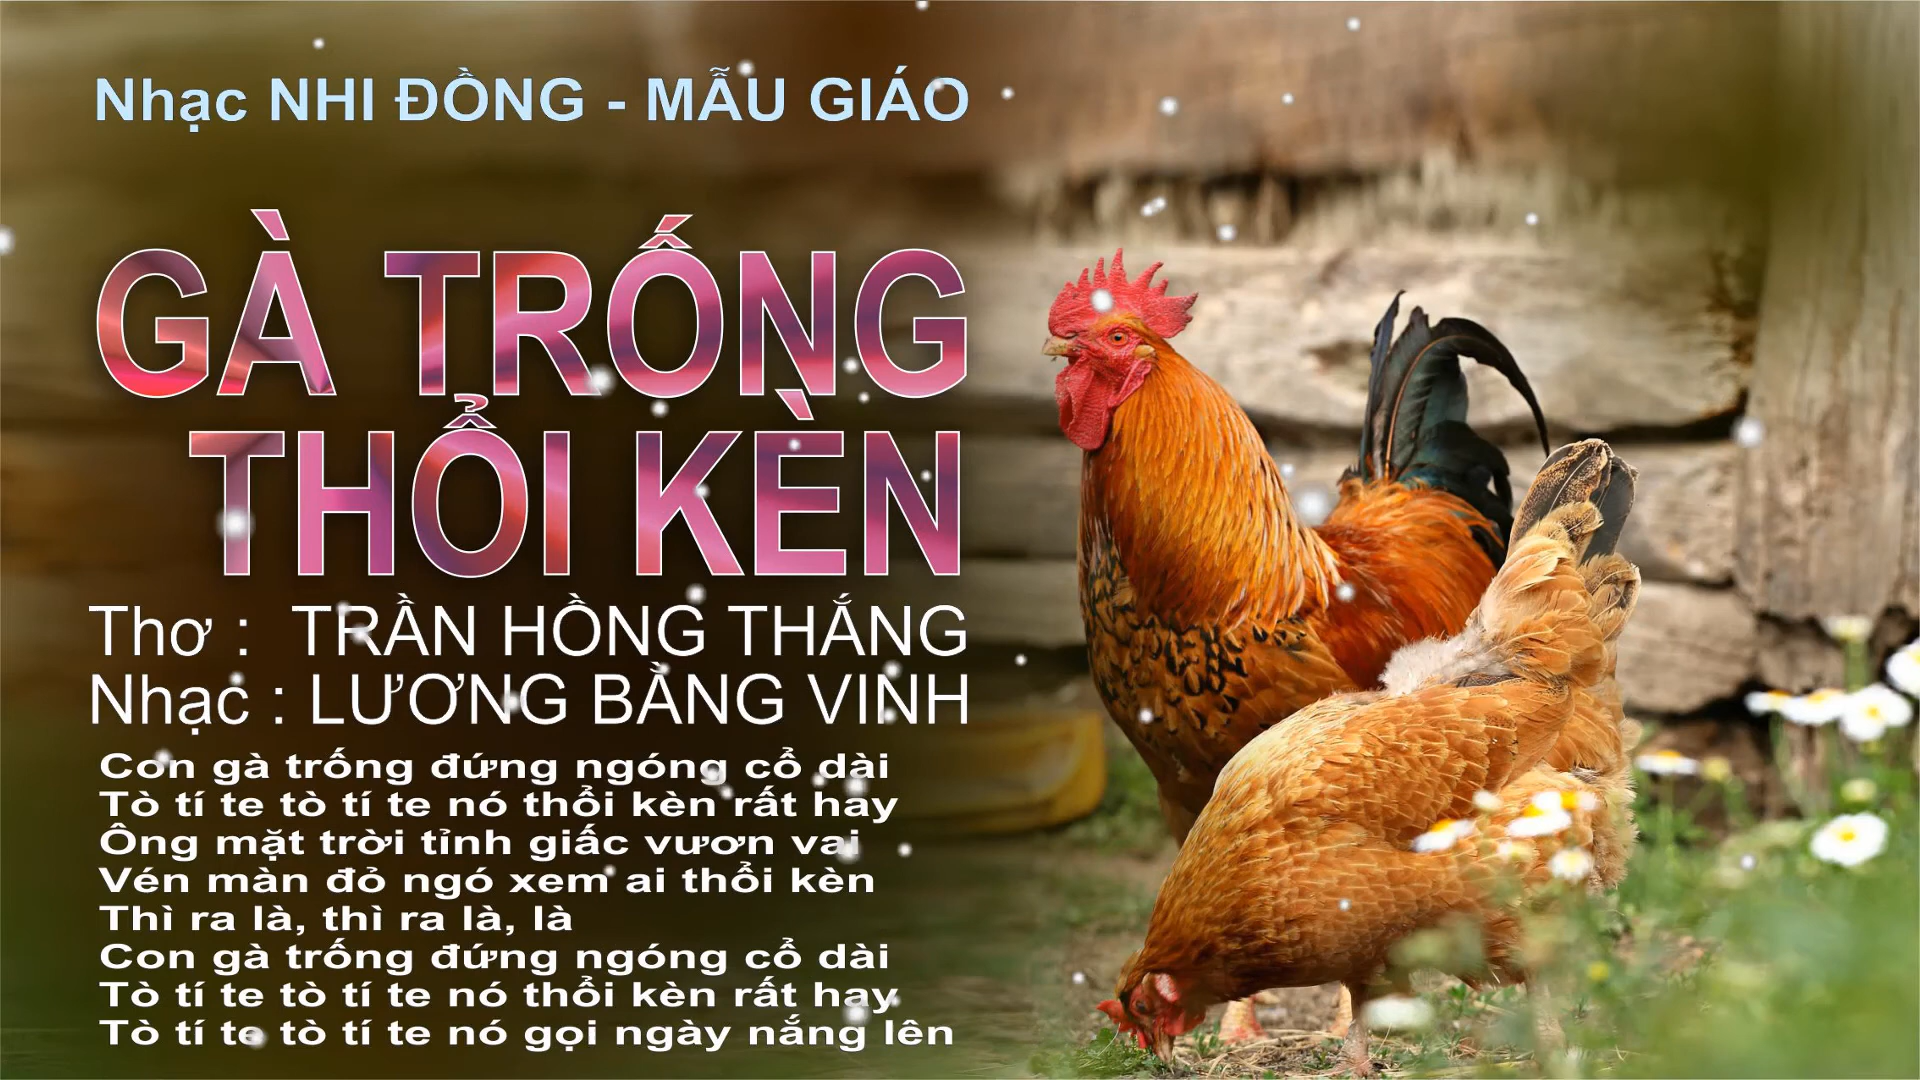 Nhạc NHI ĐỒNG - MẪU GIÁO
GÀ TRỐNG
THỔI KÈN
Thơ : TRẦN HỒNG THẮNG
Nhạc : LƯƠNG BẰNG VINH
Con gà trống đứng ngóng cổ dài
Tò tí te tò tí te nó thổi kèn rất hay
Ông mặt trời tỉnh giấc vươn vai
Vén màn đỏ ngó xem ai thổi kèn
Thì ra là, thì ra là, là
Con gà trống đứng ngóng cổ dài
Tò tí te tò tí te nó thổi kèn rất hay
Tò tí te tò tí te nó gọi ngày nắng lên